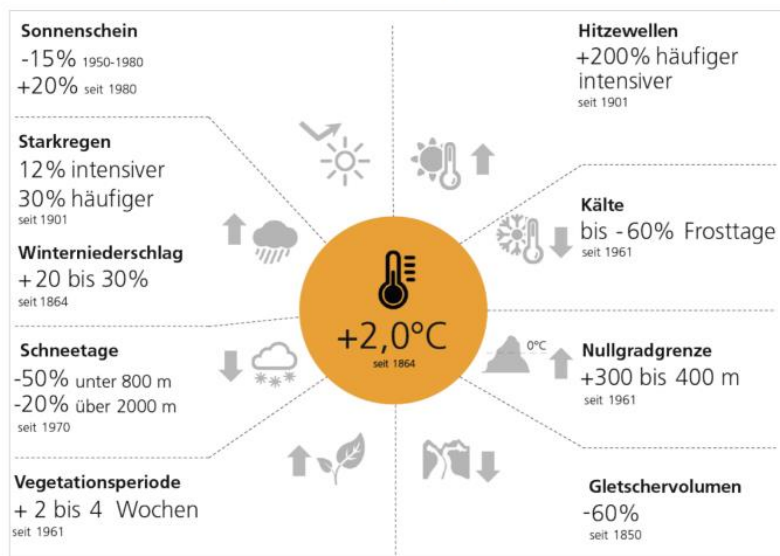 Sonnenschein
-15% 1950-1980
+20% seit 1980
Starkregen
12% intensiver
30% häufiger
seit 1901
Winterniederschlag
+20 bis 30%
seit 1864
Schneetage
-50% unter 800 m
-20% über 2000 m
seit 1970
Vegetationsperiode
+ 2 bis 4 Wochen
seit 1961
+2,0°C
seit 1864
Hitzewellen
+200% häufiger
intensiver
seit 1901
Kälte
bis -60% Frosttage
seit 1961
0°C
Nullgradgrenze
+300 bis 400 m
seit 1961
Gletschervolumen
-60%
seit 1850